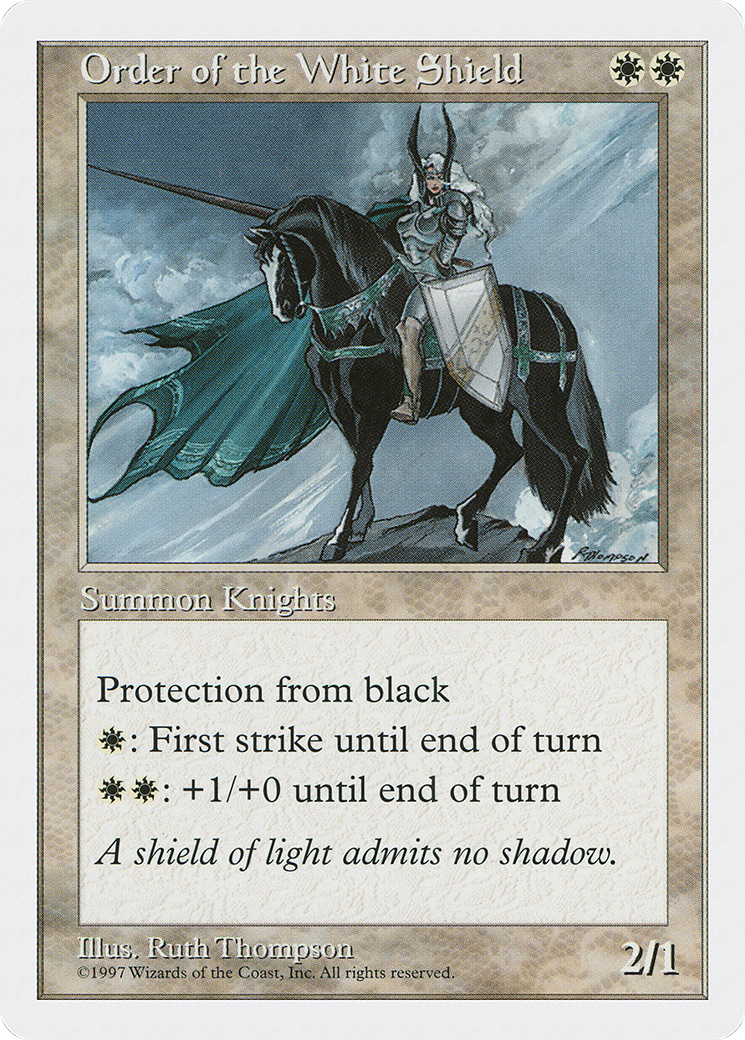 Order of the White Shield
R. THOMPSON
Summon Knights
Protection from black
: First strike until end of turn
: +1/+0 until end of turn
A shield of light admits no shadow.
Illus. Ruth Thompson
©1997 Wizards of the Coast, Inc. All rights reserved.
2/1